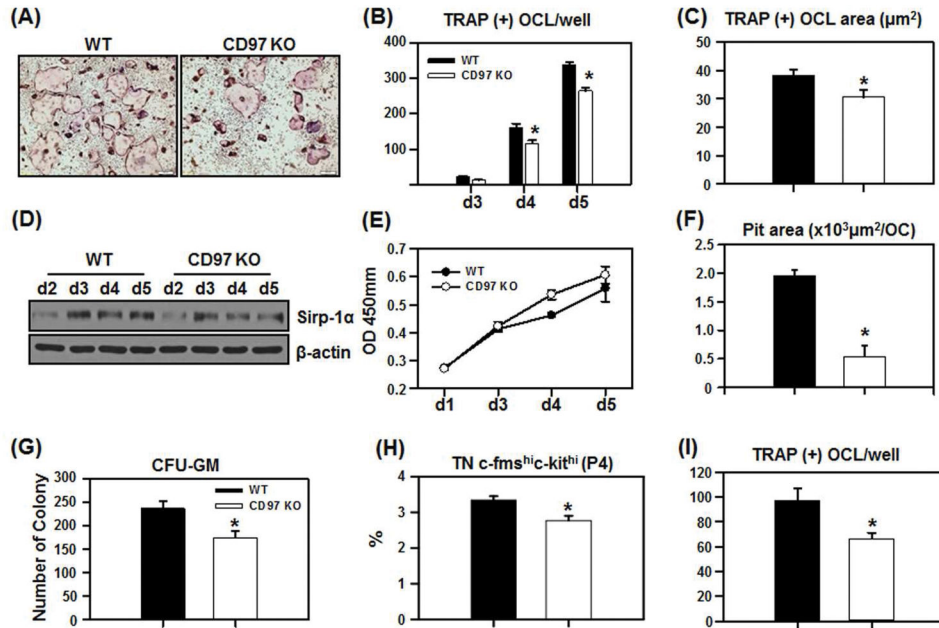 (A)
WT
CD97 KO
(B)
TRAP (+) OCL/well
WT
CD97 KO
400
300
200
100
*
*
d3
d4
d5
(C)
TRAP (+) OCL area (μm²)
50
40
30
20
10
0
*
(D)
WT
CD97 KO
d2 d3 d4 d5 d2 d3 d4 d5
Sirp-1α
β-actin
(E)
OD 450mm
0.7
0.6
0.5
0.4
0.3
0.2
WT
CD97 KO
d1
d3
d4
d5
(F)
Pit area (x10³μm²/OC)
2.5
2.0
1.5
1.0
0.5
0
*
(G)
CFU-GM
Number of Colony
300
250
200
150
100
50
0
WT
CD97 KO
*
(H)
TN c-fmsʰⁱc-kitʰⁱ (P4)
%
4
3
2
1
0
*
(I)
TRAP (+) OCL/well
120
100
80
60
40
20
0
*